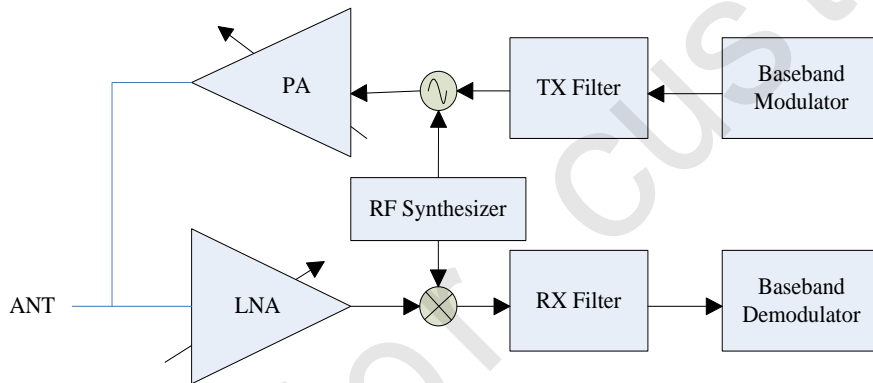 PA
TX Filter
Baseband
Modulator
RF Synthesizer
ANT
LNA
RX Filter
Baseband
Demodulator